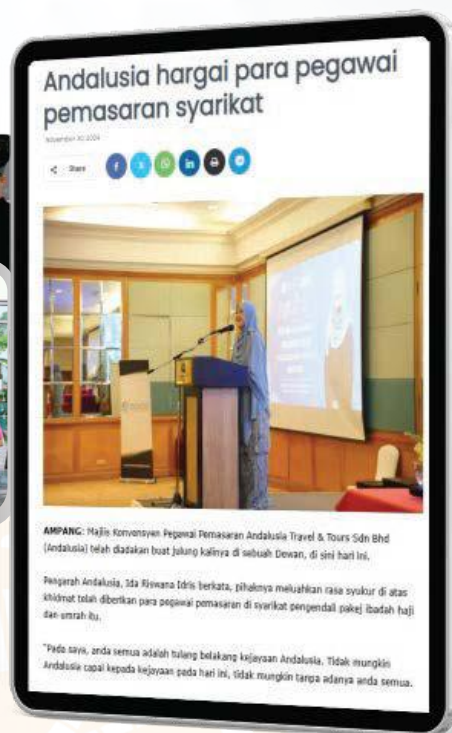 Andalusia hargai para pegawai
pemasaran syarikat
Share
AMPANG: Majlis Konvensyen Pegawai Pemasaran Andalusia Travel & Tours Sdn Bhd
(Andalusia) telah diadakan buat julung kalinya di sebuah Dewan, di sini hari ini.
Pengarah Andalusia, Ida Riswana Idris berkata, pihaknya meluahkan rasa syukur di atas
khidmat telah diberikan para pegawai pemasaran di syarikat pengendali pakej ibadah haji
dan umrah itu.
"Pada saya, anda semua adalah tulang belakang kejayaan Andalusia. Tidak mungkin
Andalusia capai kepada kejayaan pada hari ini, tidak mungkin tanpa adanya anda semua.